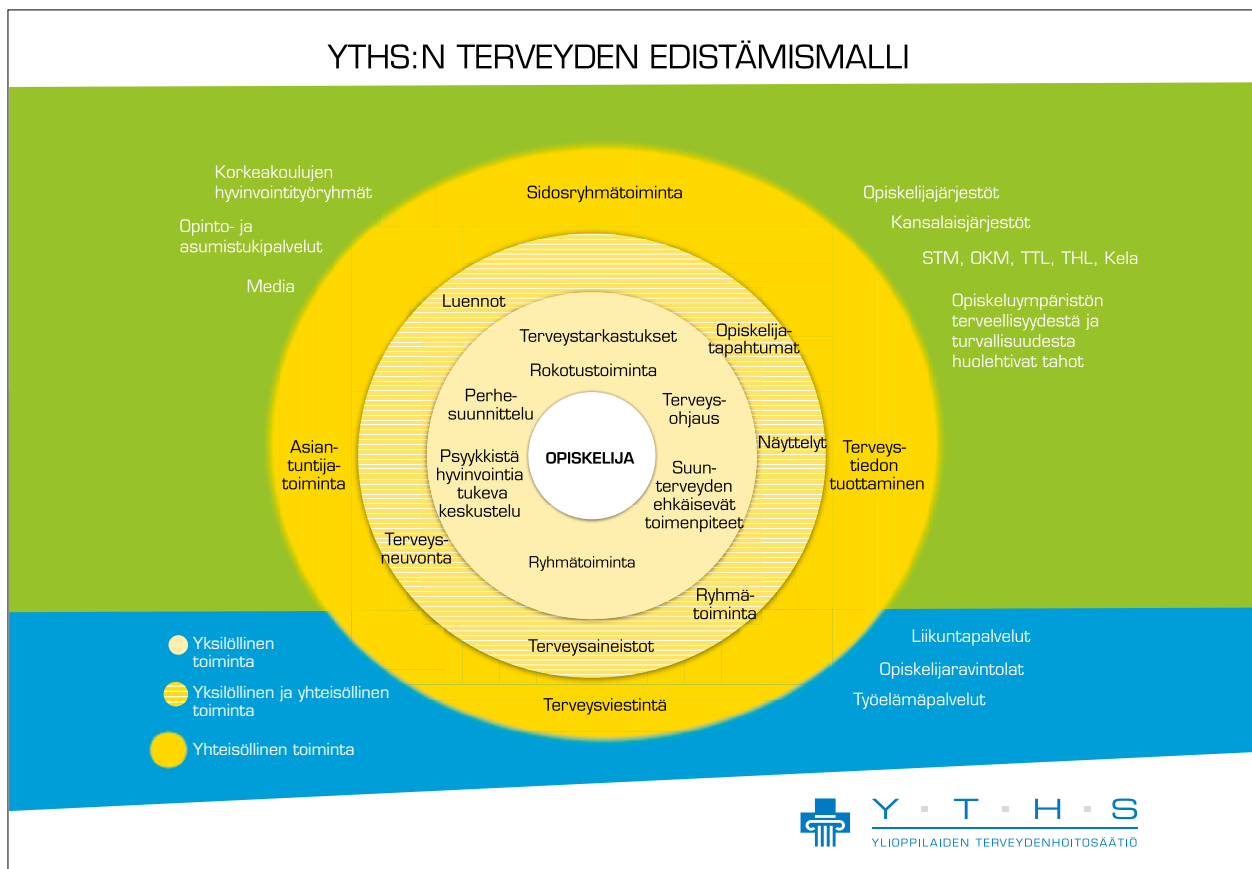 YTHS:N TERVEYDEN EDISTÄMISMALLI
Korkeakoulujen
hyvinvointityöryhmät
Opinto- ja
asumistukipalvelut
Media
Sidosryhmätoiminta
Opiskelijajärjestöt
Kansalaisjärjestöt
STM, OKM, TTL, THL, Kela
Opiskeluympäristön
terveellisyydestä ja
turvallisuudesta
huolehtivat tahot
Luennot
Opiskelija-
tapahtumat
Terveystarkastukset
Rokotustoiminta
Perhe-
suunnittelu
Terveys-
ohjaus
Asian-
tuntija-
toiminta
Psyykkistä
hyvinvointia
tukeva
keskustelu
OPISKELIJA
Suun-
terveyden
ehkäisevät
toimenpiteet
Näyttelyt
Terveys-
tiedon
tuottaminen
Terveys-
neuvonta
Ryhmätoiminta
Ryhmä-
toiminta
Terveysaineistot
Terveysviestintä
Yksilöllinen
toiminta
Yksilöllinen ja yhteisöllinen
toiminta
Yhteisöllinen toiminta
Liikuntapalvelut
Opiskelijaravintolat
Työelämäpalvelut
Y · T · H · S
YLIOPPILAIDEN TERVEYDENHOITOSÄÄTIÖ